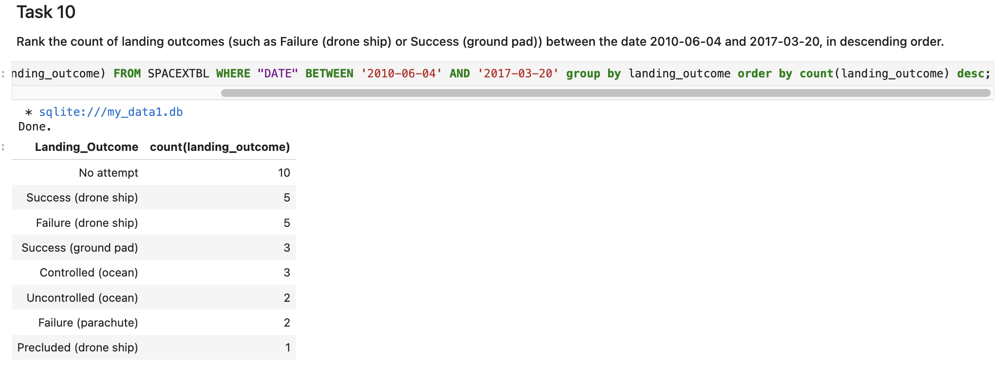 Task 10
Rank the count of landing outcomes (such as Failure (drone ship) or Success (ground pad)) between the date 2010-06-04 and 2017-03-20, in descending order.
: nding_outcome) FROM SPACEXTBL WHERE "DATE" BETWEEN '2010-06-04' AND '2017-03-20' group by landing_outcome order by count(landing_outcome) desc;
* sqlite:///my_data1.db
Done.
: Landing_Outcome count(landing_outcome)
No attempt 10
Success (drone ship) 5
Failure (drone ship) 5
Success (ground pad) 3
Controlled (ocean) 3
Uncontrolled (ocean) 2
Failure (parachute) 2
Precluded (drone ship) 1